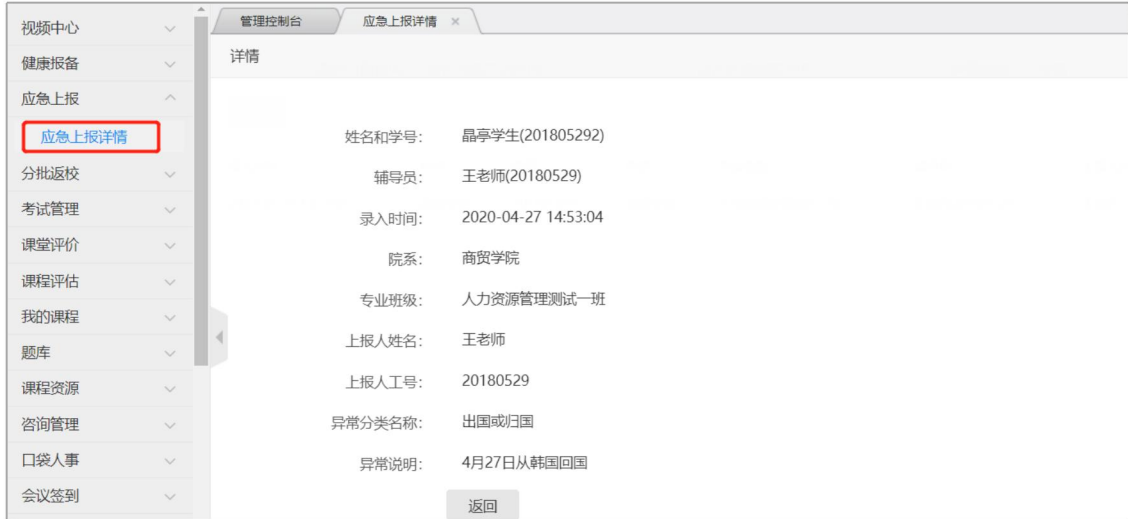 视频中心
健康报备
应急上报
应急上报详情
分批返校
考试管理
课堂评价
课程评估
我的课程
题库
课程资源
咨询管理
口袋人事
会议签到
管理控制台
应急上报详情 ×
详情
姓名和学号: 晶亭学生(201805292)
辅导员: 王老师(20180529)
录入时间: 2020-04-27 14:53:04
院系: 商贸学院
专业班级: 人力资源管理测试一班
上报人姓名: 王老师
上报人工号: 20180529
异常分类名称: 出国或归国
异常说明: 4月27日从韩国回国
返回